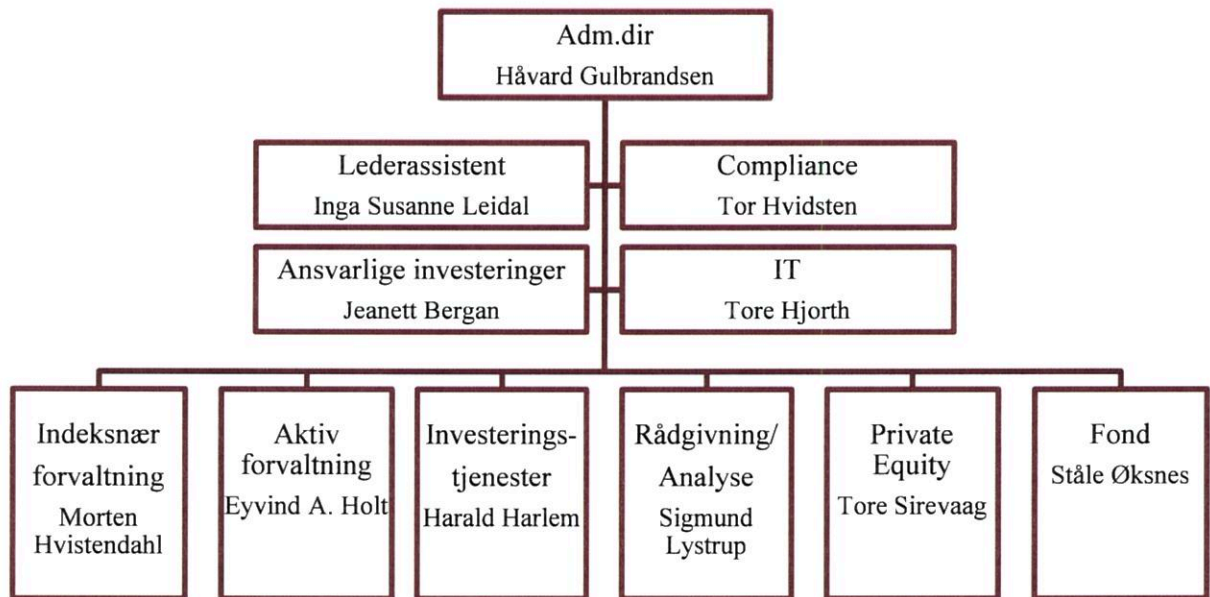 Adm.dir
Håvard Gulbrandsen
Lederassistent
Inga Susanne Leidal
Compliance
Tor Hvidsten
Ansvarlige investeringer
Jeanett Bergan
IT
Tore Hjorth
Indeksnær
forvaltning
Morten
Hvistendahl
Aktiv
forvaltning
Eyvind A. Holt
Investerings-
tjenester
Harald Harlem
Rådgivning/
Analyse
Sigmund
Lystrup
Private
Equity
Tore Sirevaag
Fond
Ståle Øksnes